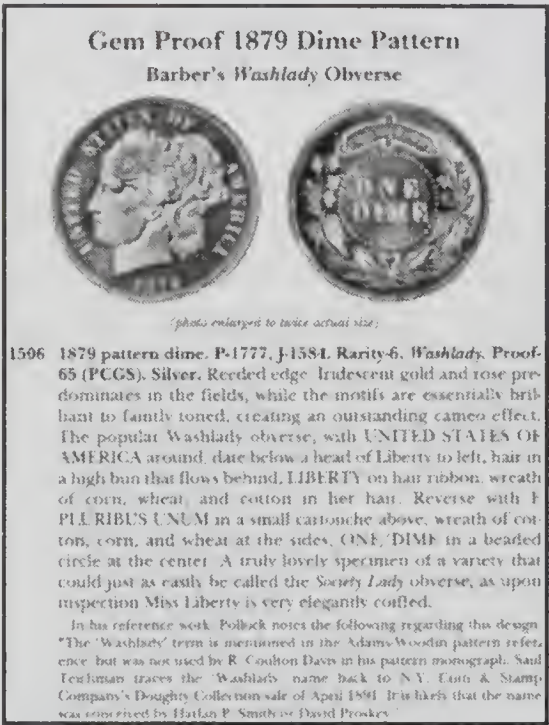 Gem Proof 1879 Dime Pattern
Barber's Washlady Obverse
UNITED STATES OF AMERICA
1879
ONE
DIME
(photo enlarged to twice actual size)
1506 1879 pattern dime. P-1777, J-1584. Rarity-6. Washlady. Proof-
65 (PCGS). Silver. Reeded edge. Iridescent gold and rose pre-
dominates in the fields, while the motifs are essentially bril-
liant to faintly toned, creating an outstanding cameo effect.
The popular Washlady obverse, with UNITED STATES OF
AMERICA around, date below a head of Liberty to left, hair in
a high bun that flows behind, LIBERTY on hair ribbon, wreath
of corn, wheat, and cotton in her hair. Reverse with E
PLURIBUS UNUM in a small cartouche above, wreath of cot-
ton, corn, and wheat at the sides, ONE/DIME in a beaded
circle at the center. A truly lovely specimen of a variety that
could just as easily be called the Society Lady obverse, as upon
inspection Miss Liberty is very elegantly coiffed.
In his reference work, Pollock notes the following regarding this design:
"The 'Washlady' term is mentioned in the Adams-Woodin pattern refer-
ence but was not used by R. Coulton Davis in his pattern monograph. Saul
Teichman traces the 'Washlady' name back to N.Y. Coin & Stamp
Company's Doughty Collection sale of April 1891. It is likely that the name
was conceived by Harlan P. Smith or David Proskey."